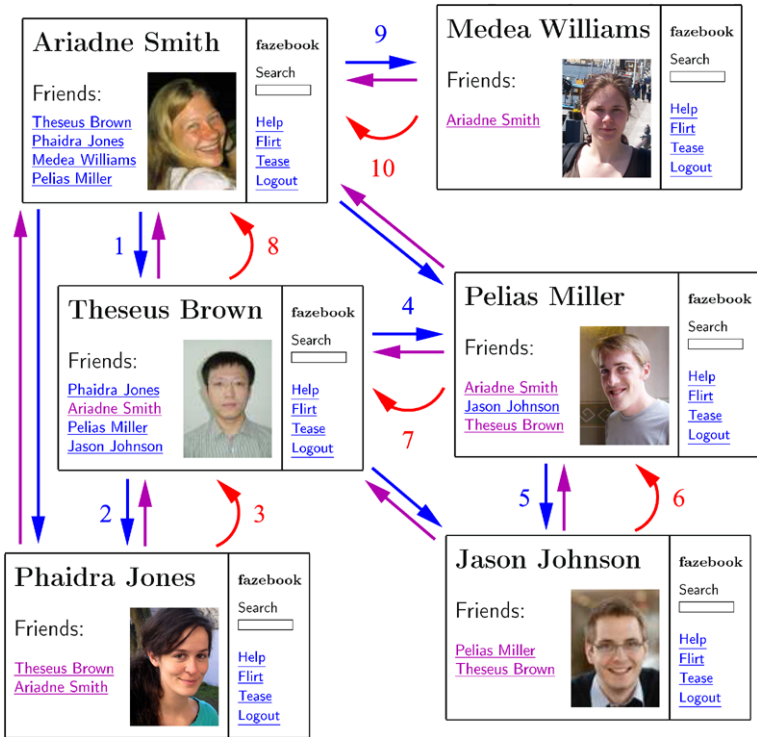 Ariadne Smith
Friends:
Theseus Brown
Phaidra Jones
Medea Williams
Pelias Miller
fazebook
Search
Help
Flirt
Tease
Logout
9
10
Medea Williams
Friends:
Ariadne Smith
fazebook
Search
Help
Flirt
Tease
Logout
1
8
Theseus Brown
Friends:
Phaidra Jones
Ariadne Smith
Pelias Miller
Jason Johnson
fazebook
Search
Help
Flirt
Tease
Logout
4
7
Pelias Miller
Friends:
Ariadne Smith
Jason Johnson
Theseus Brown
fazebook
Search
Help
Flirt
Tease
Logout
2
3
5
6
Phaidra Jones
Friends:
Theseus Brown
Ariadne Smith
fazebook
Search
Help
Flirt
Tease
Logout
Jason Johnson
Friends:
Pelias Miller
Theseus Brown
fazebook
Search
Help
Flirt
Tease
Logout